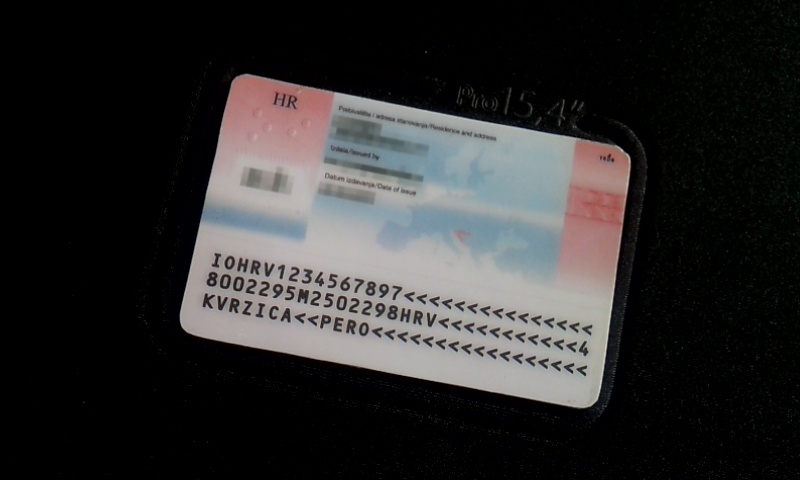 Pro15,4"
HR
Prebivalište i adresa stanovanja/Residence and address
Izdala/Issued by
Datum izdavanja/Date of issue
IOHRV1234567897<<<<<<<<<<<<<<<
8002295M2502298HRV<<<<<<<<<<<4
KVRZICA<<PERO<<<<<<<<<<<<<<<<<